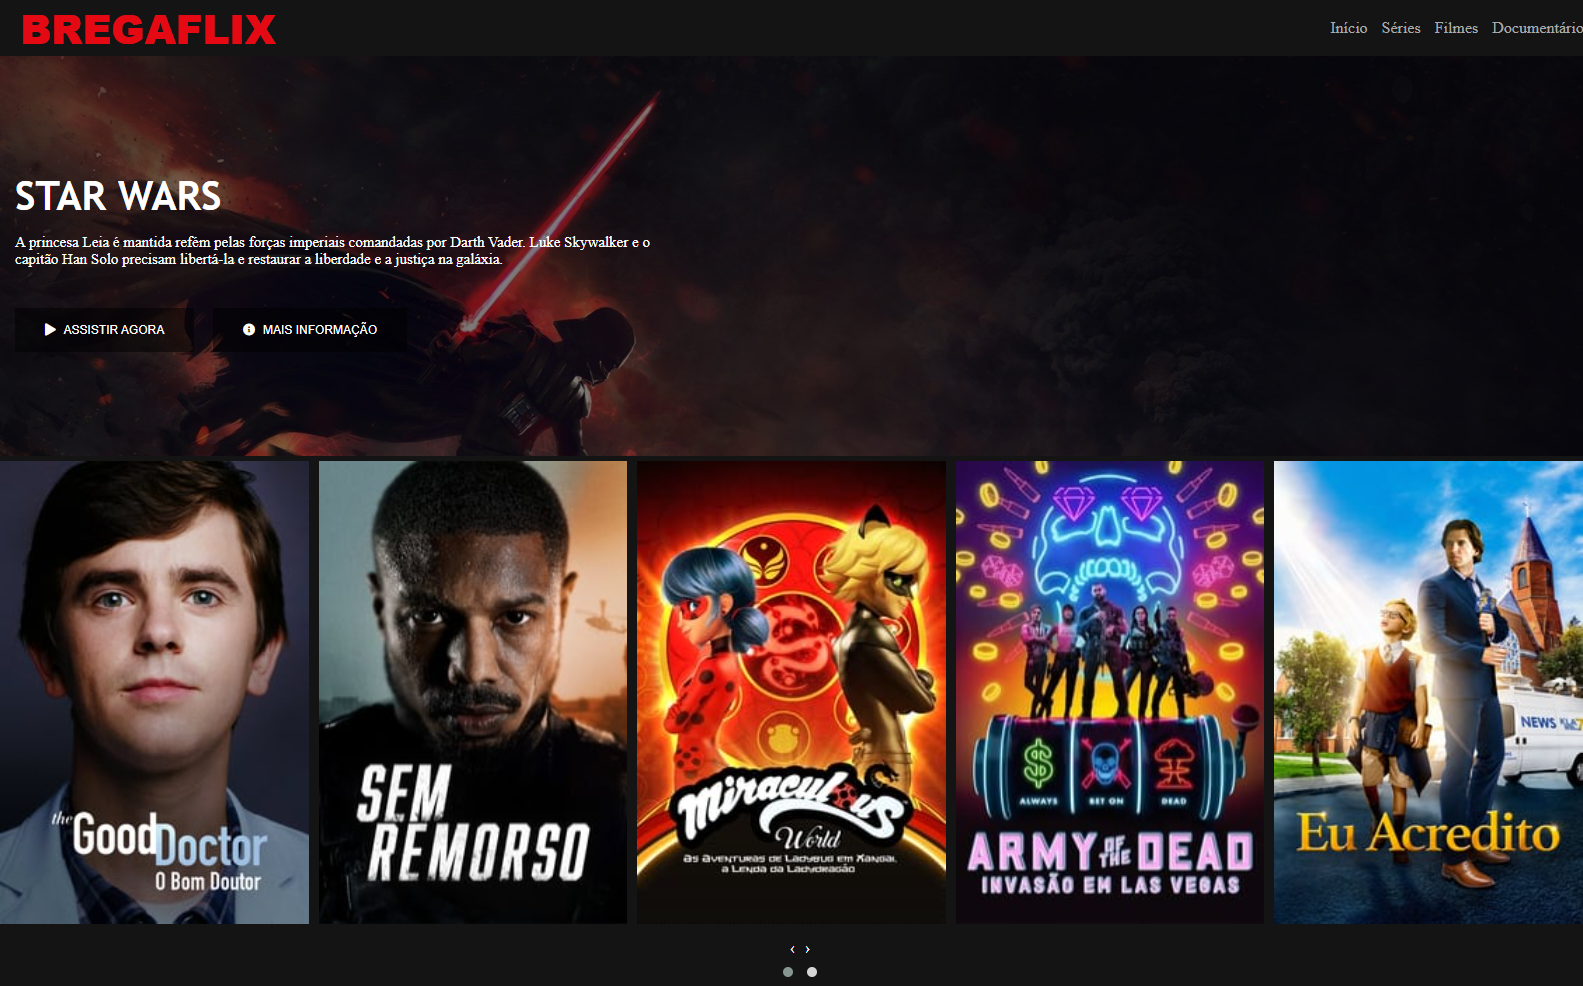 BREGAFLIX
Início Séries Filmes Documentário
STAR WARS
A princesa Leia é mantida refém pelas forças imperiais comandadas por Darth Vader. Luke Skywalker e o
capitão Han Solo precisam libertá-la e restaurar a liberdade e a justiça na galáxia.
ASSISTIR AGORA MAIS INFORMAÇÃO
the GoodDoctor
O Bom Doutor
SEM
REMORSO
Miraculous
World
As Aventuras de Ladybug em Xangai,
a Lenda da Ladydragão
ALWAYS BET ON DEAD
ARMY OF THE DEAD
INVASÃO EM LAS VEGAS
NEWS KLA7
Eu Acredito
‹ ›